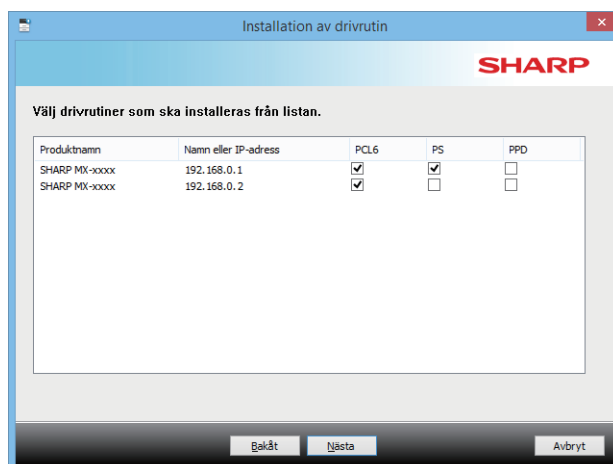 Installation av drivrutin
SHARP
Välj drivrutiner som ska installeras från listan.
Produktnamn Namn eller IP-adress PCL6 PS PPD
SHARP MX-xxxx 192.168.0.1
SHARP MX-xxxx 192.168.0.2
Bakåt Nästa Avbryt